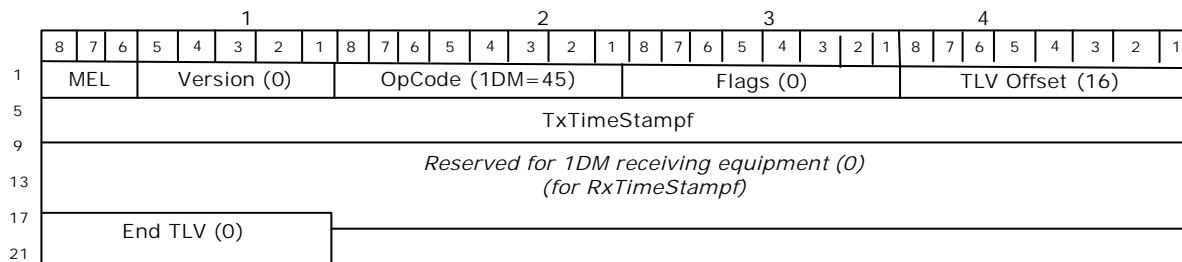 1 2 3 4
8 7 6 5 4 3 2 1 8 7 6 5 4 3 2 1 8 7 6 5 4 3 2 1 8 7 6 5 4 3 2 1
1 MEL Version (0) OpCode (1DM=45) Flags (0) TLV Offset (16)
5 TxTimeStampf
9
Reserved for 1DM receiving equipment (0)
13 (for RxTimeStampf)
17
End TLV (0)
21